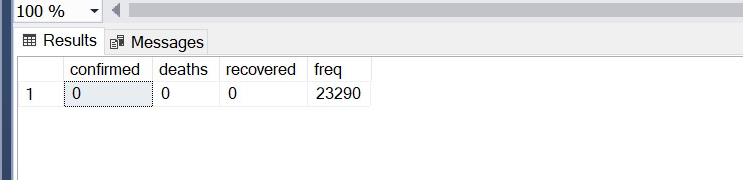 100 %
Results Messages
confirmed deaths recovered freq
1 0 0 0 23290